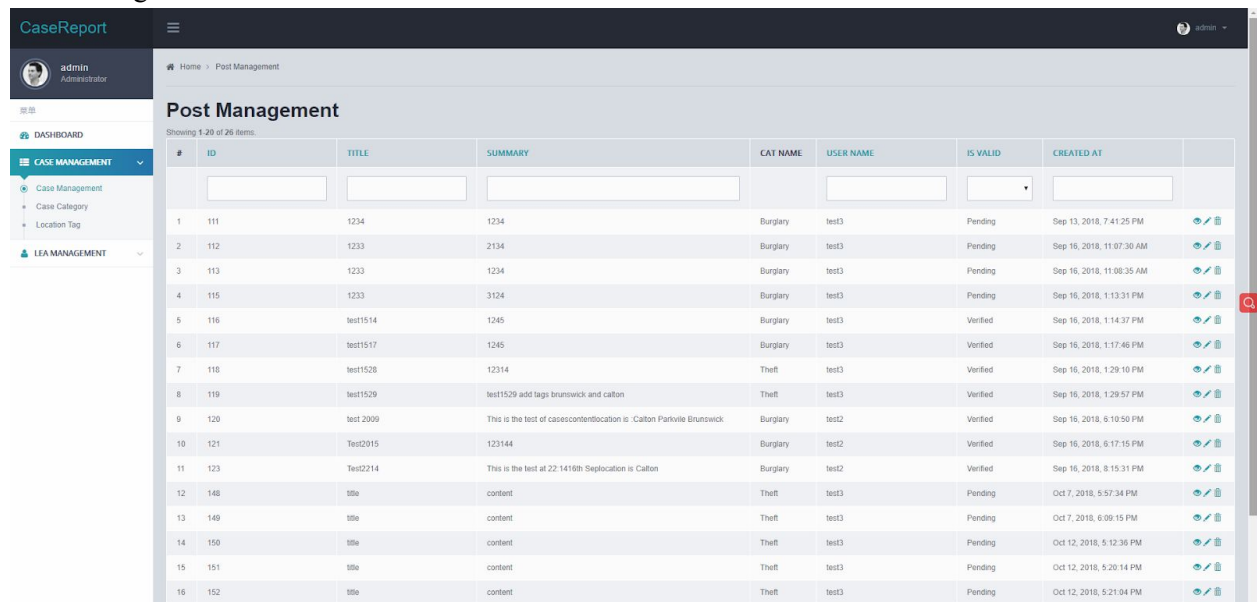 CaseReport
admin
admin
Administrator
Home > Post Management
菜单
Post Management
DASHBOARD
Showing 1-20 of 26 items.
CASE MANAGEMENT
Case Management
Case Category
Location Tag
LEA MANAGEMENT
# ID TITLE SUMMARY CAT NAME USER NAME IS VALID CREATED AT
1 111 1234 1234 Burglary test3 Pending Sep 13, 2018, 7:41:25 PM
2 112 1233 2134 Burglary test3 Pending Sep 16, 2018, 11:07:30 AM
3 113 1233 1234 Burglary test3 Pending Sep 16, 2018, 11:08:35 AM
4 115 1233 3124 Burglary test3 Pending Sep 16, 2018, 1:13:31 PM
5 116 test1514 1245 Burglary test3 Verified Sep 16, 2018, 1:14:37 PM
6 117 test1517 1245 Burglary test3 Verified Sep 16, 2018, 1:17:46 PM
7 118 test1528 12314 Theft test3 Verified Sep 16, 2018, 1:29:10 PM
8 119 test1529 test1529 add tags brunswick and calton Theft test3 Verified Sep 16, 2018, 1:29:57 PM
9 120 test 2009 This is the test of casescontentlocation is :Calton Parkvile Brunswick Burglary test2 Verified Sep 16, 2018, 6:10:50 PM
10 121 Test2015 123144 Burglary test2 Verified Sep 16, 2018, 6:17:15 PM
11 123 Test2214 This is the test at 22:1416th Seplocation is Calton Burglary test2 Verified Sep 16, 2018, 8:15:31 PM
12 148 title content Theft test3 Pending Oct 7, 2018, 5:57:34 PM
13 149 title content Theft test3 Pending Oct 7, 2018, 6:09:15 PM
14 150 title content Theft test3 Pending Oct 12, 2018, 5:12:36 PM
15 151 title content Theft test3 Pending Oct 12, 2018, 5:20:14 PM
16 152 title content Theft test3 Pending Oct 12, 2018, 5:21:04 PM